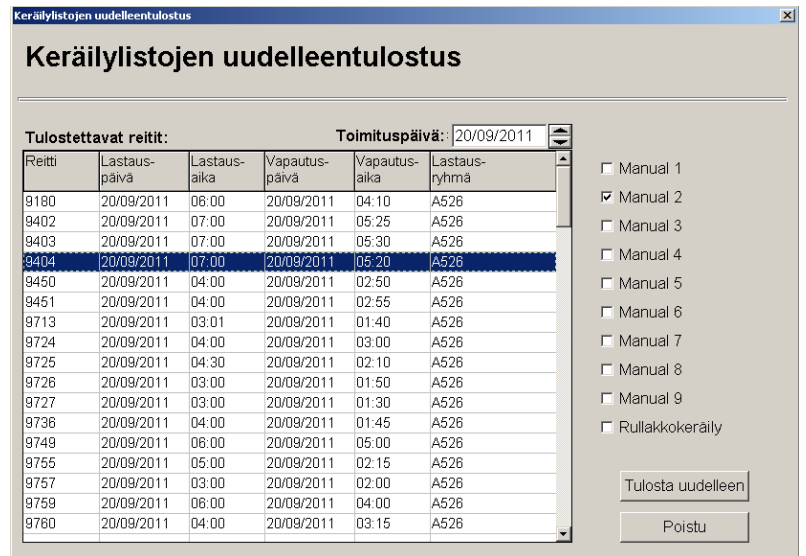 Keräilylistojen uudelleentulostus
Keräilylistojen uudelleentulostus
Tulostettavat reitit: Toimituspäivä: 20/09/2011
Reitti Lastaus-päivä Lastaus-aika Vapautus-päivä Vapautus-aika Lastaus-ryhmä
9180 20/09/2011 06:00 20/09/2011 04:10 A526
9402 20/09/2011 07:00 20/09/2011 05:25 A526
9403 20/09/2011 07:00 20/09/2011 05:30 A526
9404 20/09/2011 07:00 20/09/2011 05:20 A526
9450 20/09/2011 04:00 20/09/2011 02:50 A526
9451 20/09/2011 04:00 20/09/2011 02:55 A526
9713 20/09/2011 03:01 20/09/2011 01:40 A526
9724 20/09/2011 04:00 20/09/2011 03:00 A526
9725 20/09/2011 04:30 20/09/2011 02:10 A526
9726 20/09/2011 03:00 20/09/2011 01:50 A526
9727 20/09/2011 03:00 20/09/2011 01:30 A526
9736 20/09/2011 04:00 20/09/2011 01:45 A526
9749 20/09/2011 06:00 20/09/2011 05:00 A526
9755 20/09/2011 05:00 20/09/2011 02:15 A526
9757 20/09/2011 03:00 20/09/2011 02:00 A526
9759 20/09/2011 06:00 20/09/2011 04:00 A526
9760 20/09/2011 04:00 20/09/2011 03:15 A526
Manual 1
Manual 2
Manual 3
Manual 4
Manual 5
Manual 6
Manual 7
Manual 8
Manual 9
Rullakkokeräily
Tulosta uudelleen
Poistu